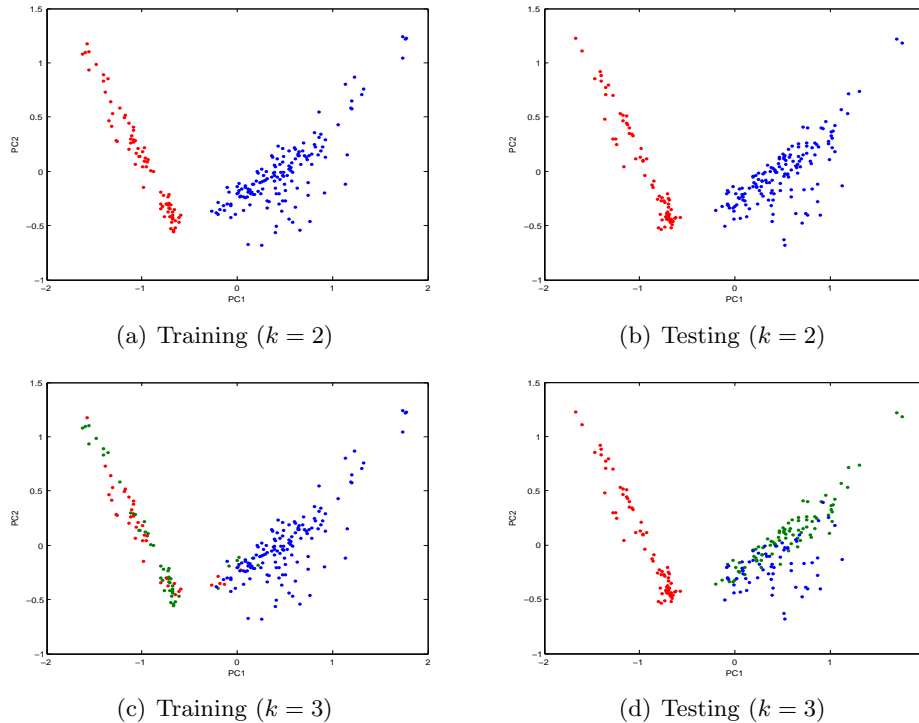 1.5
1
0.5
0
−0.5
−1
PC2
−2 −1 0 1 2
PC1
(a) Training (k = 2)
1.5
1
0.5
0
−0.5
−1
PC2
−2 −1 0 1
PC1
(b) Testing (k = 2)
1.5
1
0.5
0
−0.5
−1
PC2
−2 −1 0 1 2
PC1
(c) Training (k = 3)
1.5
1
0.5
0
−0.5
−1
PC2
−2 −1 0 1
PC1
(d) Testing (k = 3)